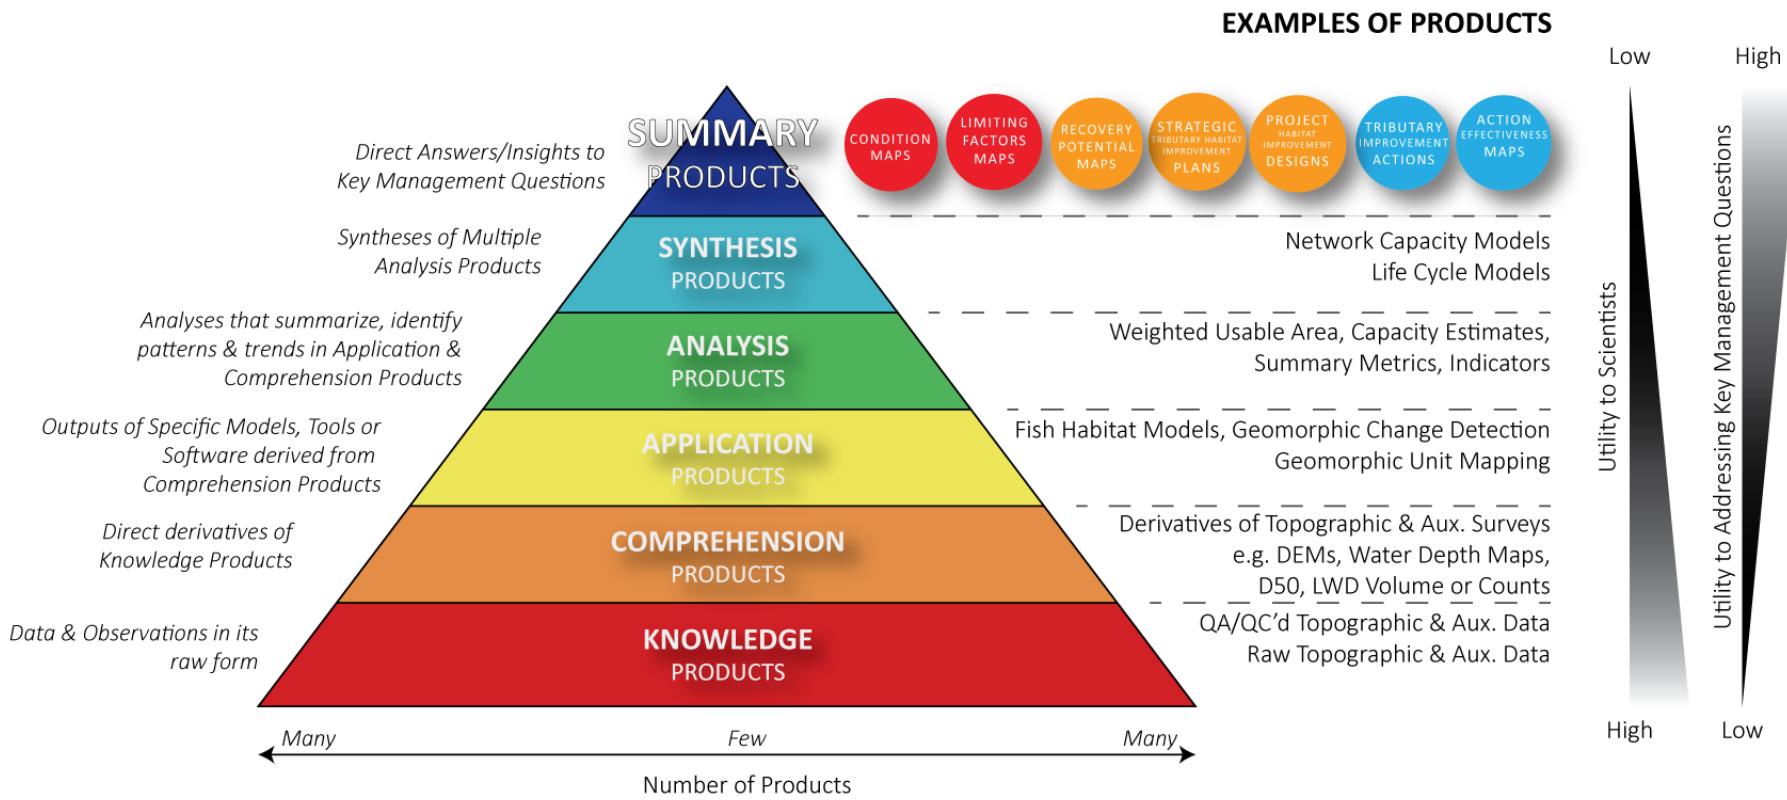 EXAMPLES OF PRODUCTS
Low
High
SUMMARY
PRODUCTS
Direct Answers/Insights to
Key Management Questions
CONDITION
MAPS
LIMITING
FACTORS
MAPS
RECOVERY
POTENTIAL
MAPS
STRATEGIC
TRIBUTARY HABITAT
IMPROVEMENT
PLANS
PROJECT
HABITAT
IMPROVEMENT
DESIGNS
TRIBUTARY
IMPROVEMENT
ACTIONS
ACTION
EFFECTIVENESS
MAPS
Syntheses of Multiple
Analysis Products
SYNTHESIS
PRODUCTS
Network Capacity Models
Life Cycle Models
Analyses that summarize, identify
patterns & trends in Application &
Comprehension Products
ANALYSIS
PRODUCTS
Weighted Usable Area, Capacity Estimates,
Summary Metrics, Indicators
Outputs of Specific Models, Tools or
Software derived from
Comprehension Products
APPLICATION
PRODUCTS
Fish Habitat Models, Geomorphic Change Detection
Geomorphic Unit Mapping
Direct derivatives of
Knowledge Products
COMPREHENSION
PRODUCTS
Derivatives of Topographic & Aux. Surveys
e.g. DEMs, Water Depth Maps,
D50, LWD Volume or Counts
Data & Observations in its
raw form
KNOWLEDGE
PRODUCTS
QA/QC'd Topographic & Aux. Data
Raw Topographic & Aux. Data
Utility to Scientists
Utility to Addressing Key Management Questions
High
Low
Many
Few
Many
Number of Products